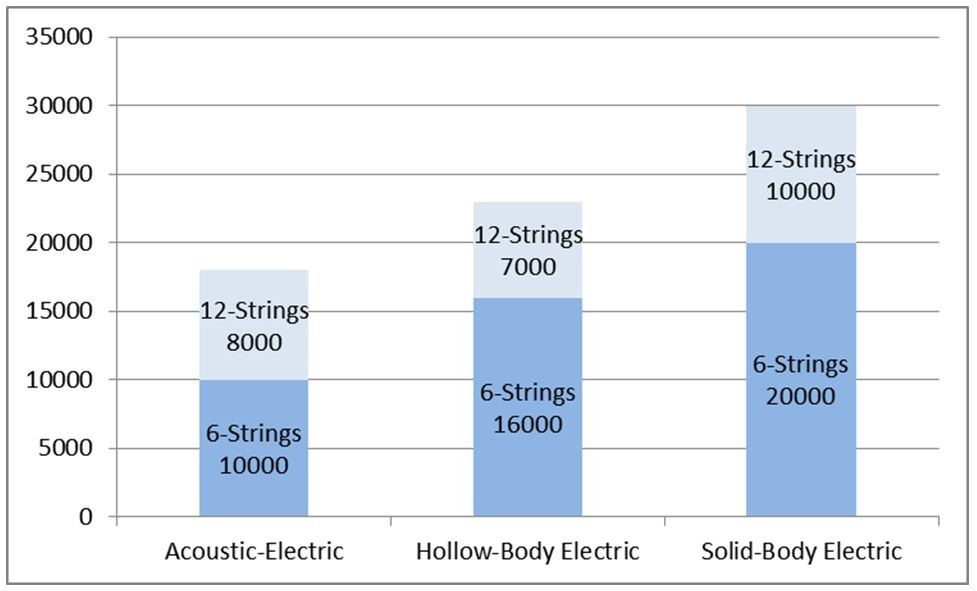 35000
30000
25000
20000
15000
10000
5000
0
12-Strings
8000
6-Strings
10000
12-Strings
7000
6-Strings
16000
12-Strings
10000
6-Strings
20000
Acoustic-Electric
Hollow-Body Electric
Solid-Body Electric